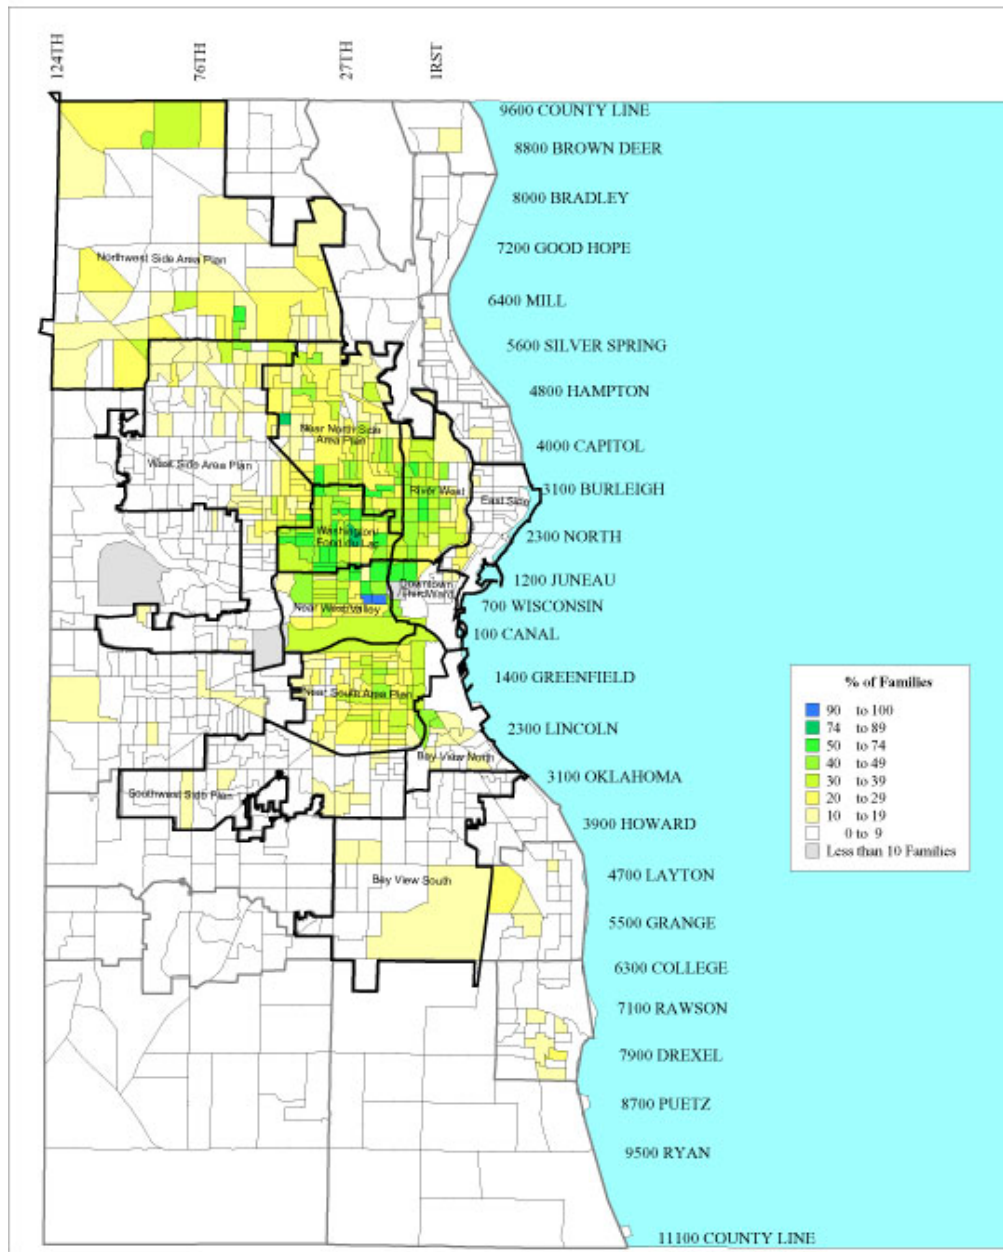 124TH
76TH
27TH
1RST
9600 COUNTY LINE
8800 BROWN DEER
8000 BRADLEY
7200 GOOD HOPE
Northwest Side Area Plan
6400 MILL
5600 SILVER SPRING
4800 HAMPTON
Near North Side
Area Plan
4000 CAPITOL
West Side Area Plan
River West
East Side
3100 BURLEIGH
Washington/
Fond du Lac
2300 NORTH
Downtown
/ThirdWard
1200 JUNEAU
Near West/Valley
700 WISCONSIN
100 CANAL
1400 GREENFIELD
Near South Area Plan
2300 LINCOLN
Bay View North
3100 OKLAHOMA
Southwest Side Plan
3900 HOWARD
Bay View South
4700 LAYTON
5500 GRANGE
6300 COLLEGE
7100 RAWSON
7900 DREXEL
8700 PUETZ
9500 RYAN
11100 COUNTY LINE
% of Families
90 to 100
74 to 89
50 to 74
40 to 49
30 to 39
20 to 29
10 to 19
0 to 9
Less than 10 Families